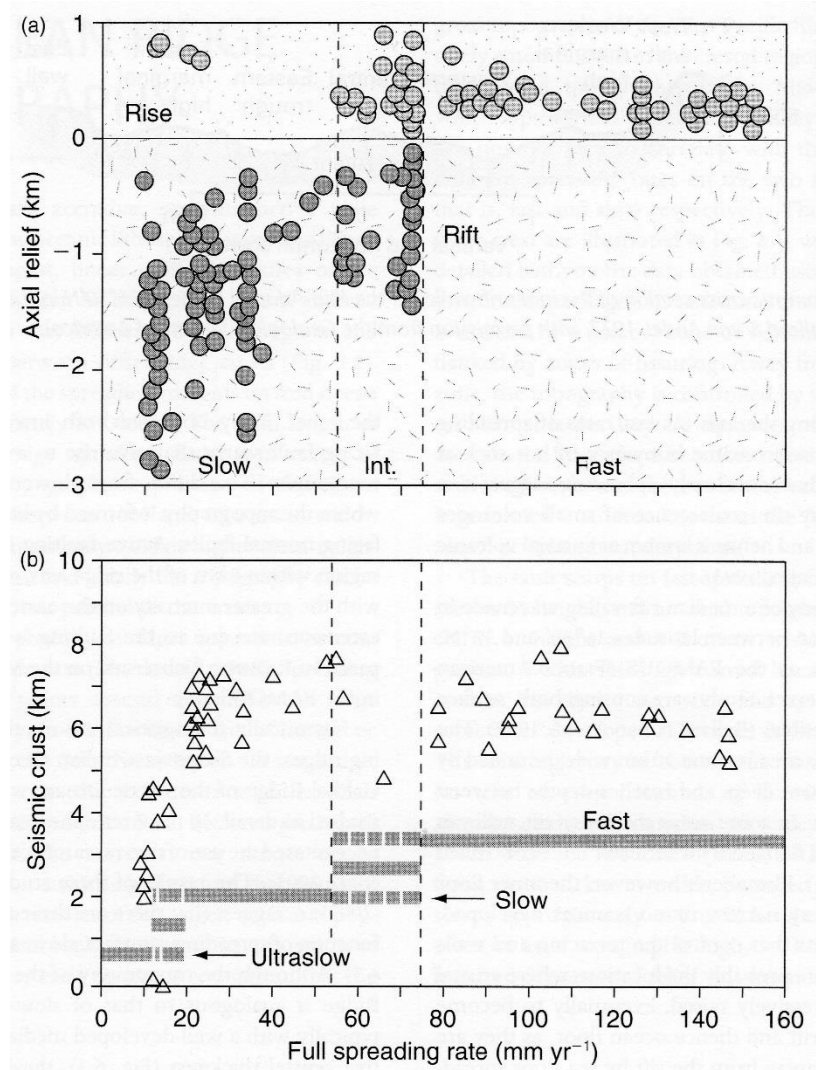 (a)
1
Rise
0
Axial relief (km)
–1
Rift
–2
Slow
Int.
Fast
3
(b)
10
8
6
Seismic crust (km)
4
Fast
2
Slow
Ultraslow
0
0
20
40
60
80
100
120
140
160
Full spreading rate (mm yr–1)